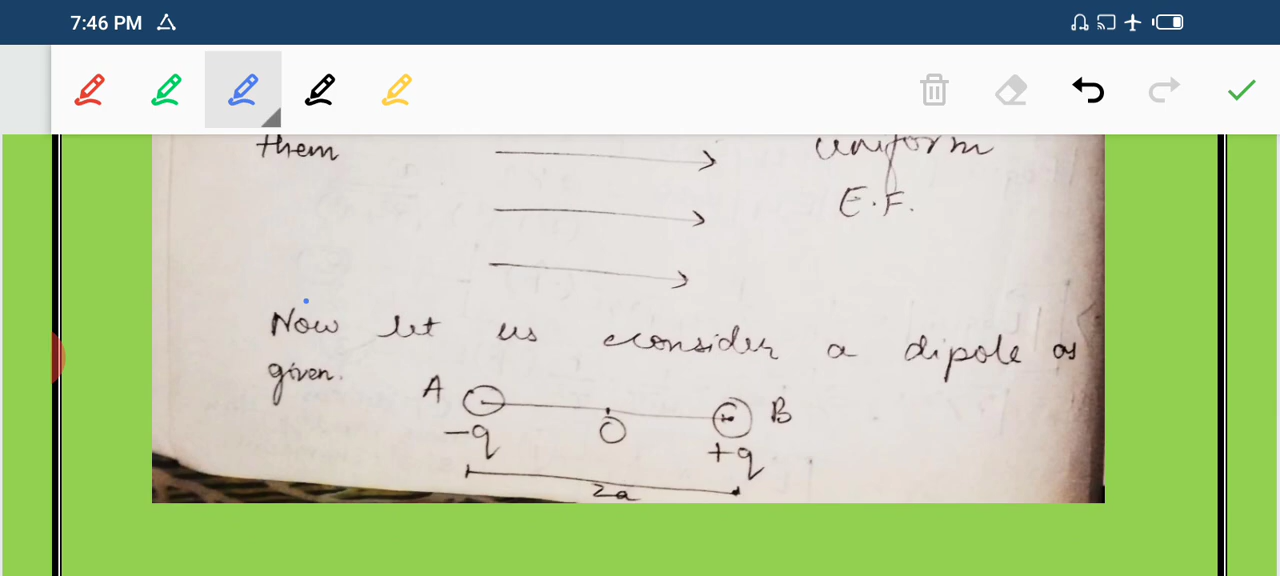 7:46 PM
them
uniform
E.F.
Now let us consider a dipole as
given.
A
B
-q
O
+q
2a